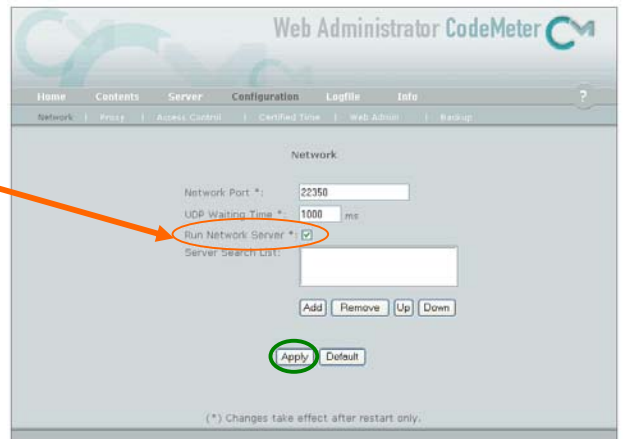 Web Administrator CodeMeter
Home Contents Server Configuration Logfile Info ?
Network | Proxy | Access Control | Certified Time | Web Admin | Backup
Network
Network Port *: 22350
UDP Waiting Time *: 1000 ms
Run Network Server *:
Server Search List:
Add Remove Up Down
Apply Default
(*) Changes take effect after restart only.